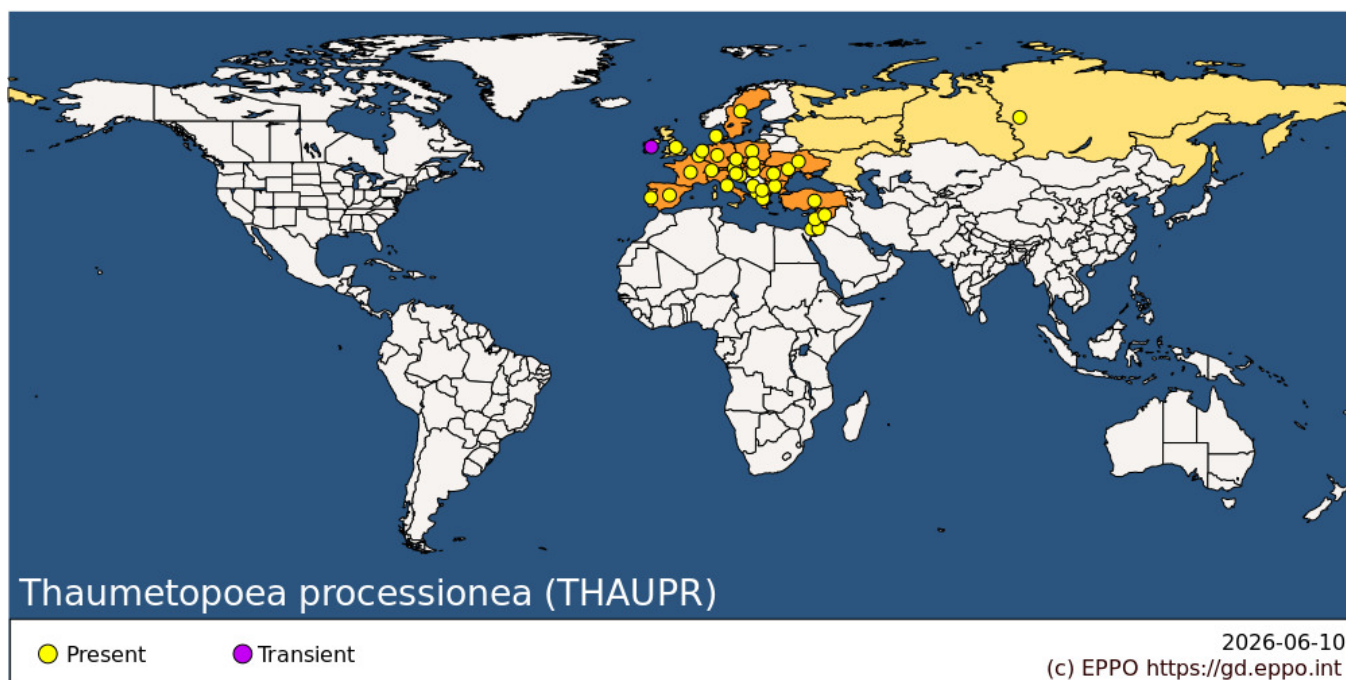 Thaumetopoea processionea (THAUPR)
Present
Transient
2026-06-10
(c) EPPO https://gd.eppo.int